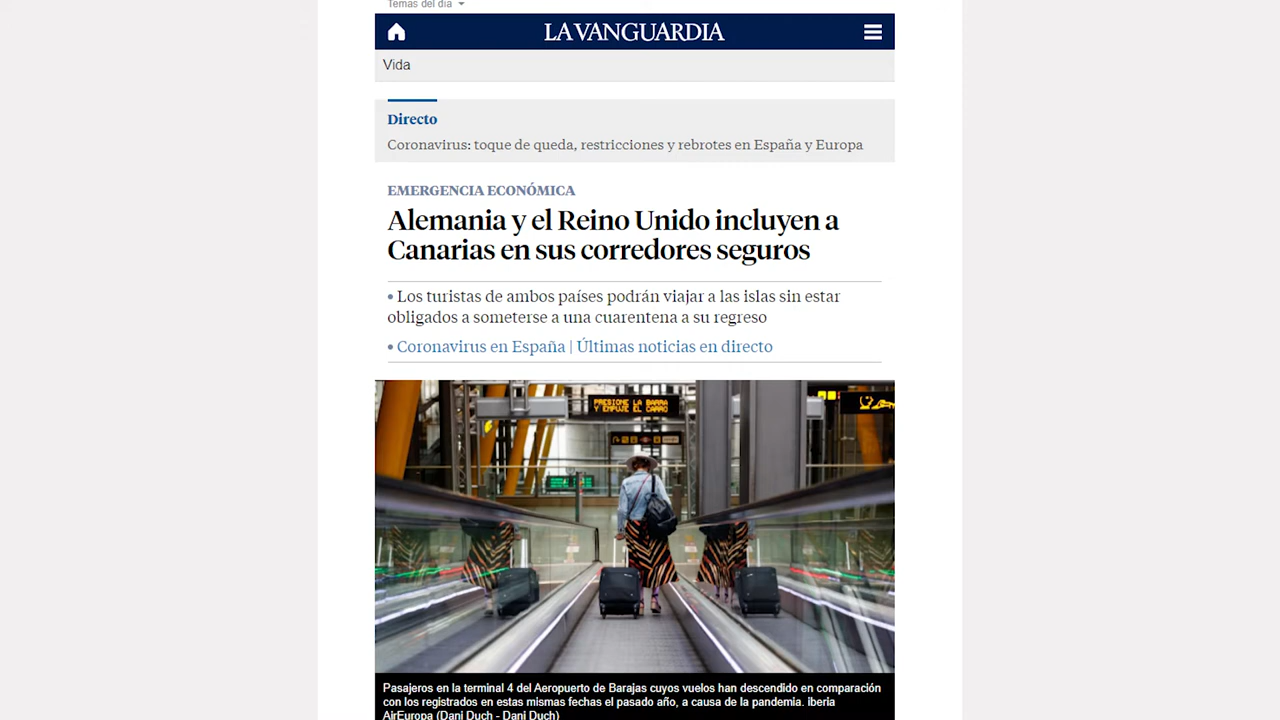 Temas del día
LA VANGUARDIA
Vida
Directo
Coronavirus: toque de queda, restricciones y rebrotes en España y Europa
EMERGENCIA ECONÓMICA
Alemania y el Reino Unido incluyen a
Canarias en sus corredores seguros
• Los turistas de ambos países podrán viajar a las islas sin estar
obligados a someterse a una cuarentena a su regreso
• Coronavirus en España | Últimas noticias en directo
PRESIONE LA BARRA
Y EMPUJE EL CARRO
Pasajeros en la terminal 4 del Aeropuerto de Barajas cuyos vuelos han descendido en comparación
con los registrados en estas mismas fechas el pasado año, a causa de la pandemia. iberia
AirEuropa (Dani Duch - Dani Duch)